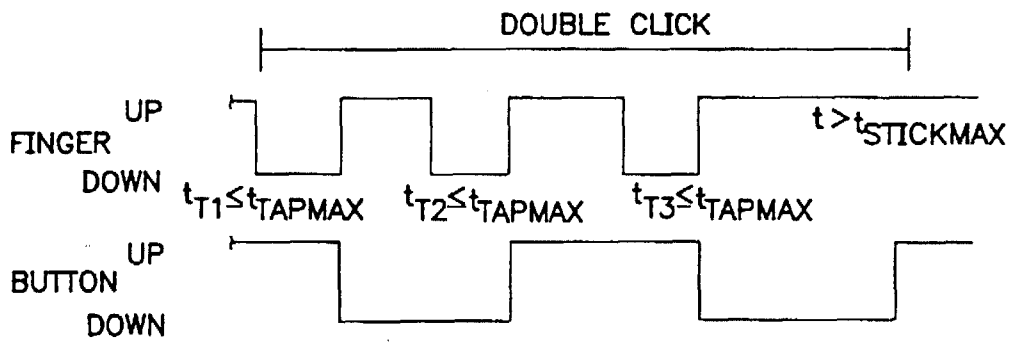 DOUBLE CLICK
UP
FINGER
DOWN
t > tSTICKMAX
tT1 ≤ tTAPMAX
tT2 ≤ tTAPMAX
tT3 ≤ tTAPMAX
UP
BUTTON
DOWN